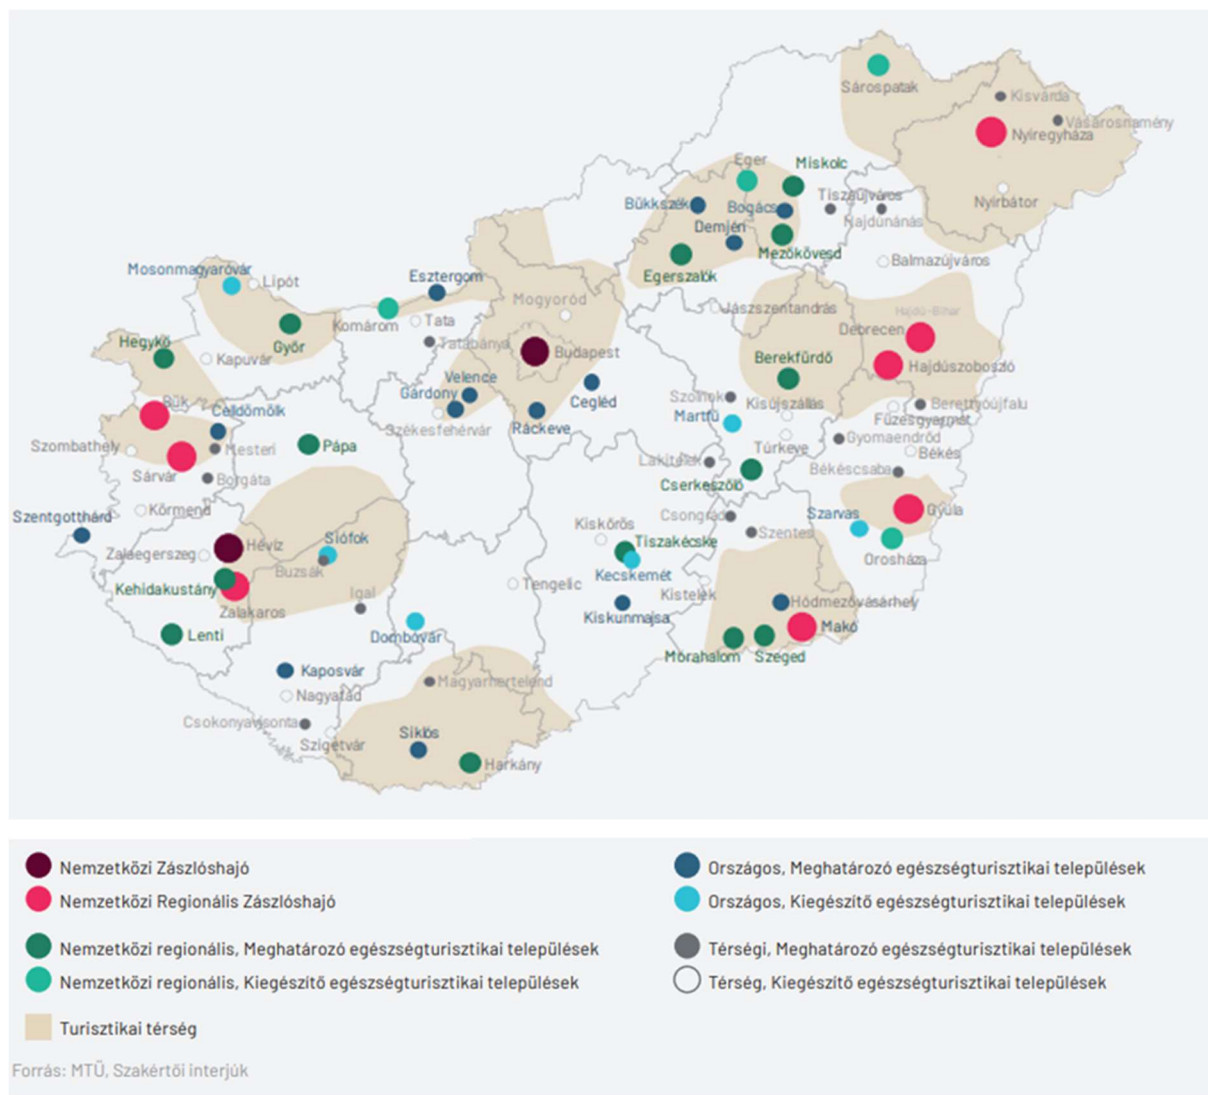 Sárospatak
Kisvárda
Vásárosnamény
Nyíregyháza
Eger
Miskolc
Nyírbátor
Bükkszék
Bogács
Tiszaújváros
Hajdúnánás
Demjén
Mezőkövesd
Egerszalók
Balmazújváros
Mosonmagyaróvár
Lipót
Esztergom
Mogyoród
Jászszentandrás
Hajdú-Bihar
Komárom
Tata
Debrecen
Hegykő
Győr
Tatabánya
Kapuvár
Budapest
Berekfürdő
Hajdúszoboszló
Velence
Gárdony
Cegléd
Szolnok
Kisújszállás
Berettyóújfalu
Bük
Celldömölk
Martfű
Füzesgyarmat
Székesfehérvár
Ráckeve
Szombathely
Mesteri
Pápa
Túrkeve
Gyomaendrőd
Békés
Sárvár
Borgáta
Lakitelek
Békéscsaba
Cserkeszőlő
Szentgotthárd
Körmend
Csongrád
Szarvas
Gyula
Kiskőrös
Szentes
Zalaegerszeg
Hévíz
Siófok
Tiszakécske
Orosháza
Buzsák
Kecskemét
Kehidakustány
Igal
Tengelic
Kistelek
Zalakaros
Kiskunmajsa
Hódmezővásárhely
Lenti
Dombóvár
Makó
Mórahalom
Szeged
Kaposvár
Magyarhertelend
Nagyatád
Csokonyavisonta
Siklós
Szigetvár
Harkány
Nemzetközi Zászlóshajó
Nemzetközi Regionális Zászlóshajó
Nemzetközi regionális, Meghatározó egészségturisztikai települések
Nemzetközi regionális, Kiegészítő egészségturisztikai települések
Turisztikai térség
Országos, Meghatározó egészségturisztikai települések
Országos, Kiegészítő egészségturisztikai települések
Térségi, Meghatározó egészségturisztikai települések
Térség, Kiegészítő egészségturisztikai települések
Forrás: MTÜ, Szakértői interjúk